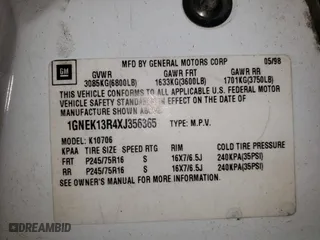 GM
MFD BY GENERAL MOTORS CORP 05/98
GVWR GAWR FRT GAWR RR
3085KG(6800LB) 1633KG(3600LB) 1701KG(3750LB)
THIS VEHICLE CONFORMS TO ALL APPLICABLE U.S. FEDERAL MOTOR
VEHICLE SAFETY STANDARDS IN EFFECT ON THE DATE OF
MANUFACTURE SHOWN
1GNEK13R4XJ356365 TYPE: M.P.V.
MODEL: K10706
KPAA TIRE SIZE SPEED RTG RIM COLD TIRE PRESSURE
FRT P245/75R16 S 16X7/6.5J 240KPA(35PSI)
RR P245/75R16 S 16X7/6.5J 240KPA(35PSI)
SEE OWNER'S MANUAL FOR ADDITIONAL INFORMATION.
DREAMBID